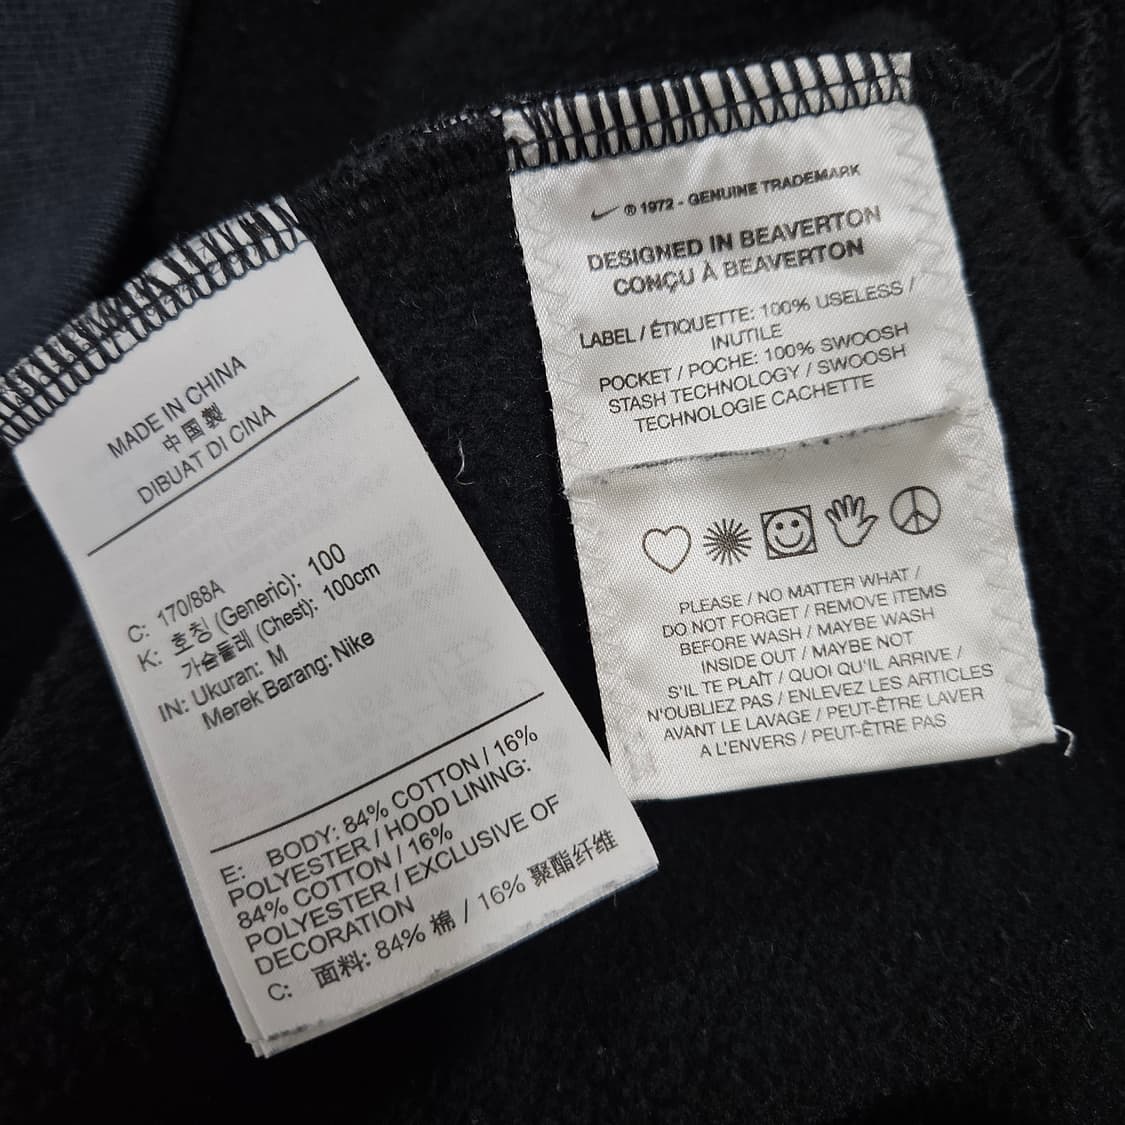 MADE IN CHINA
中国製
DIBUAT DI CINA
C: 170/88A
K: 호칭 (Generic): 100
가슴둘레 (Chest): 100cm
IN: Ukuran: M
Merek Barang: Nike
E: BODY: 84% COTTON / 16%
POLYESTER / HOOD LINING:
84% COTTON / 16%
POLYESTER / EXCLUSIVE OF
DECORATION
C: 面料: 84% 棉 / 16% 聚酯纤维
® 1972 - GENUINE TRADEMARK
DESIGNED IN BEAVERTON
CONÇU À BEAVERTON
LABEL / ÉTIQUETTE: 100% USELESS /
INUTILE
POCKET / POCHE: 100% SWOOSH
STASH TECHNOLOGY / SWOOSH
TECHNOLOGIE CACHETTE
PLEASE / NO MATTER WHAT /
DO NOT FORGET / REMOVE ITEMS
BEFORE WASH / MAYBE WASH
INSIDE OUT / MAYBE NOT
S'IL TE PLAÎT / QUOI QU'IL ARRIVE /
N'OUBLIEZ PAS / ENLEVEZ LES ARTICLES
AVANT LE LAVAGE / PEUT-ÊTRE LAVER
A L'ENVERS / PEUT-ÊTRE PAS